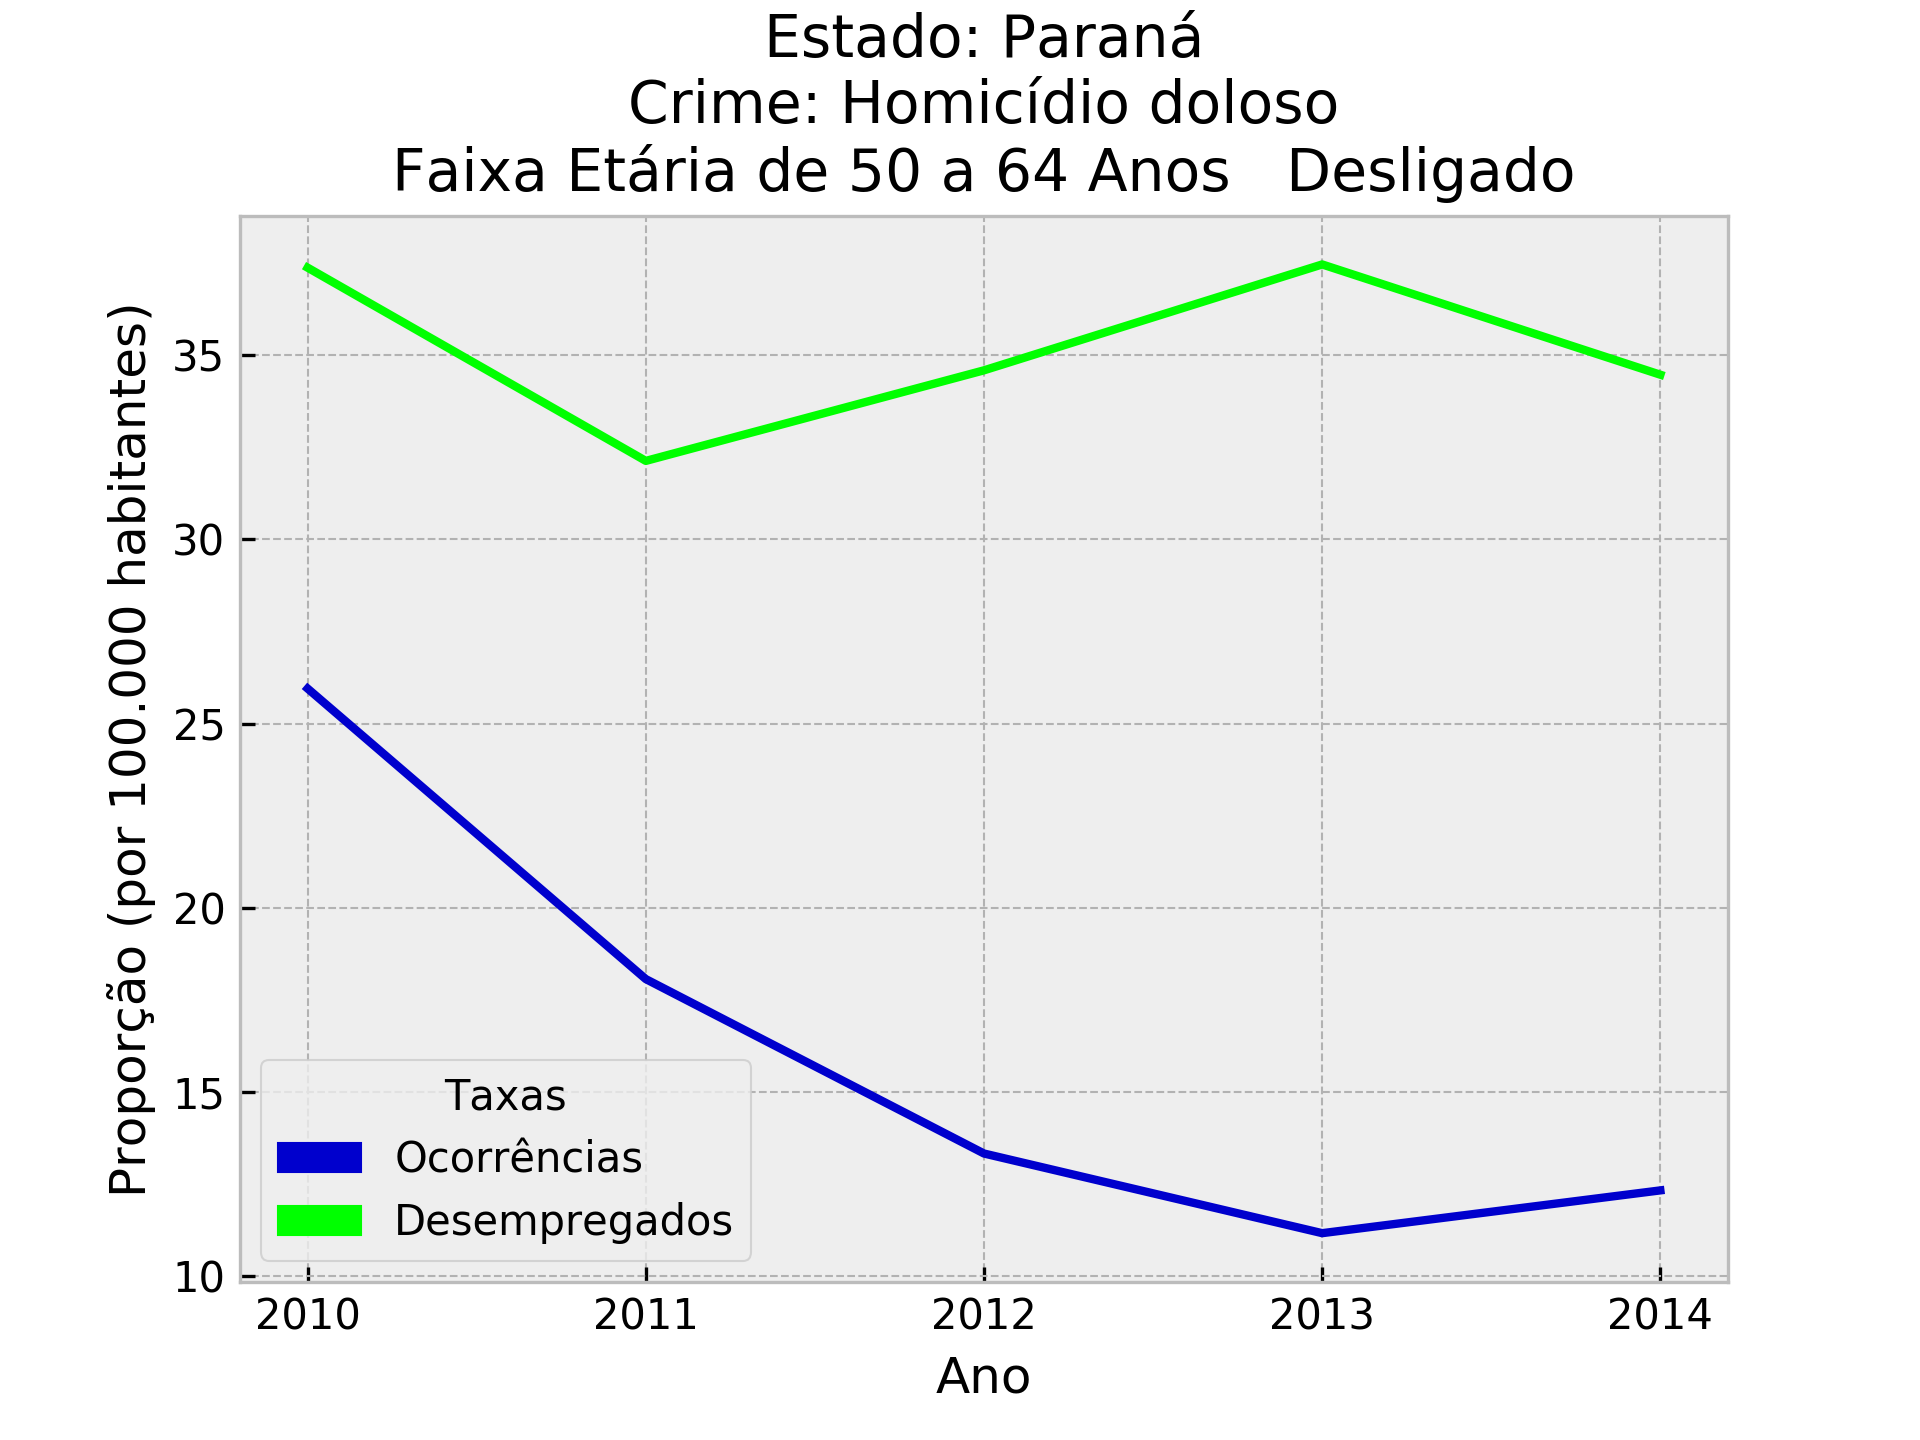 Estado: Paraná
Crime: Homicídio doloso
Faixa Etária de 50 a 64 Anos   Desligado
Proporção (por 100.000 habitantes)
35
30
25
20
15
10
Taxas
Ocorrências
Desempregados
2010 2011 2012 2013 2014
Ano